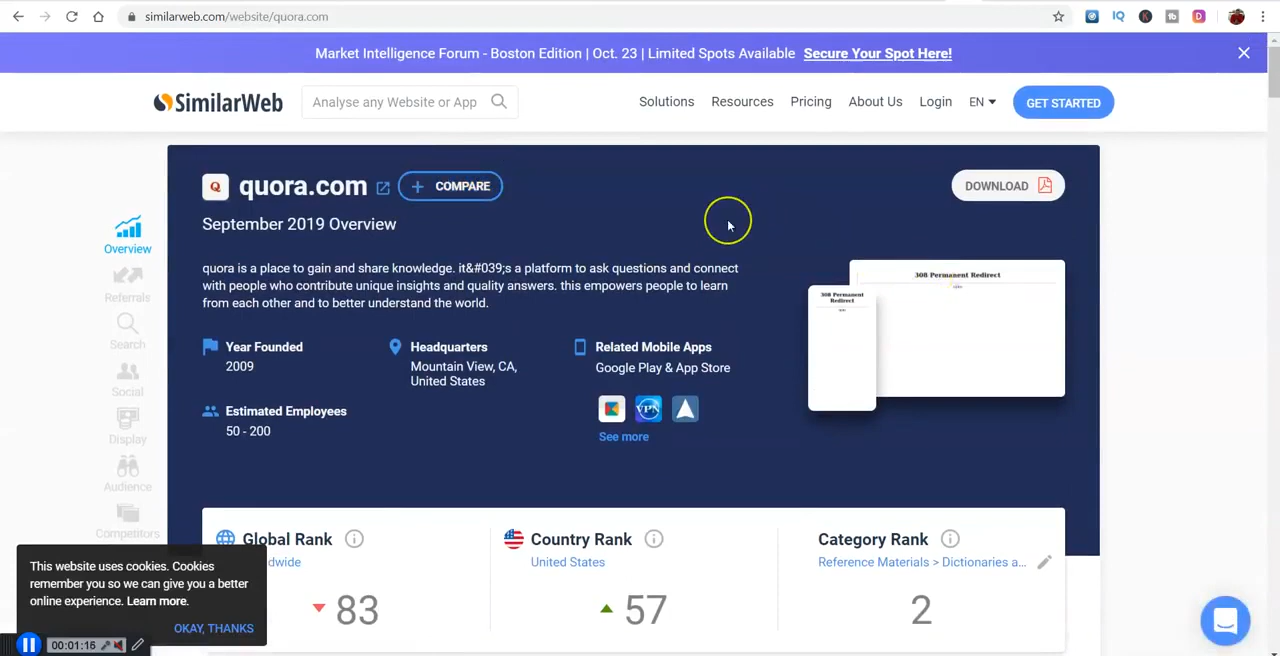 similarweb.com/website/quora.com
Market Intelligence Forum - Boston Edition | Oct. 23 | Limited Spots Available Secure Your Spot Here!
SimilarWeb
Analyse any Website or App
Solutions Resources Pricing About Us Login EN GET STARTED
Q quora.com + COMPARE
DOWNLOAD
September 2019 Overview
quora is a place to gain and share knowledge. it&#039;s a platform to ask questions and connect
with people who contribute unique insights and quality answers. this empowers people to learn
from each other and to better understand the world.
308 Permanent Redirect
308 Permanent
Redirect
Year Founded
2009
Headquarters
Mountain View, CA,
United States
Related Mobile Apps
Google Play & App Store
VPN
See more
Estimated Employees
50 - 200
Overview
Referrals
Search
Social
Display
Audience
Competitors
Global Rank
dwide
83
Country Rank
United States
57
Category Rank
Reference Materials > Dictionaries a...
2
This website uses cookies. Cookies
remember you so we can give you a better
online experience. Learn more.
OKAY, THANKS
00:01:16